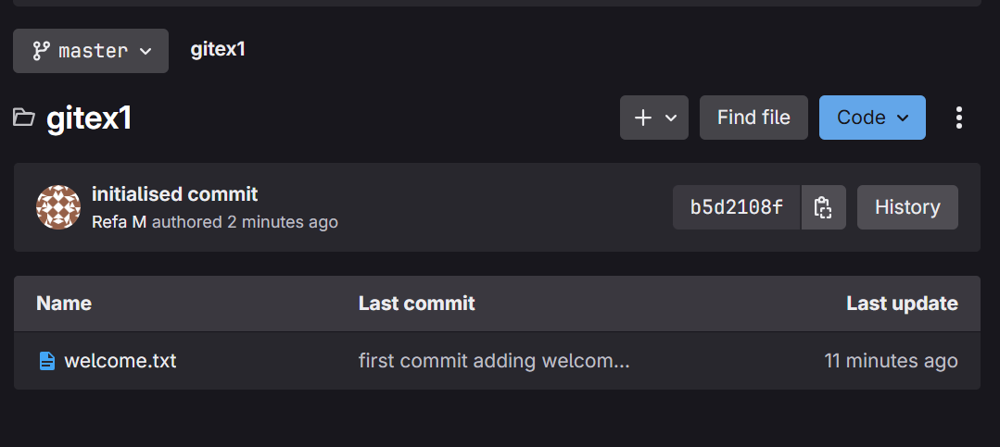 master gitex1
gitex1 Find file Code
initialised commit
Refa M authored 2 minutes ago
b5d2108f History
Name Last commit Last update
welcome.txt first commit adding welcom... 11 minutes ago